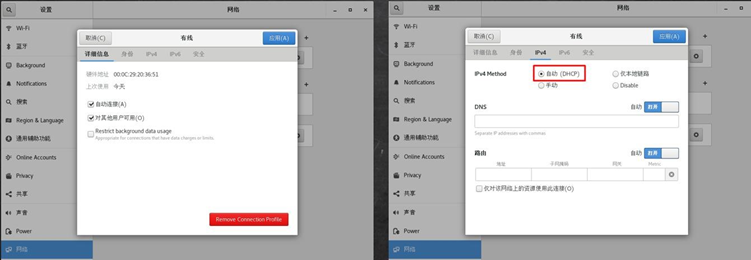 设置
网络
Wi-Fi
蓝牙
Background
Notifications
搜索
Region & Language
通用辅助功能
Online Accounts
Privacy
共享
声音
Power
网络
取消(C)
有线
应用(A)
详细信息
身份
IPv4
IPv6
安全
硬件地址 00:0C:29:20:36:51
上次使用 今天
自动连接(A)
对其他用户可用(O)
Restrict background data usage
Appropriate for connections that have data charges or limits.
Remove Connection Profile
设置
网络
Wi-Fi
蓝牙
Background
Notifications
搜索
Region & Language
通用辅助功能
Online Accounts
Privacy
共享
声音
Power
网络
取消(C)
有线
应用(A)
详细信息
身份
IPv4
IPv6
安全
IPv4 Method
自动 (DHCP)
仅本地链路
手动
Disable
DNS
自动
打开
Separate IP addresses with commas
路由
自动
打开
地址
子网掩码
网关
Metric
仅对该网络上的资源使用此连接(O)